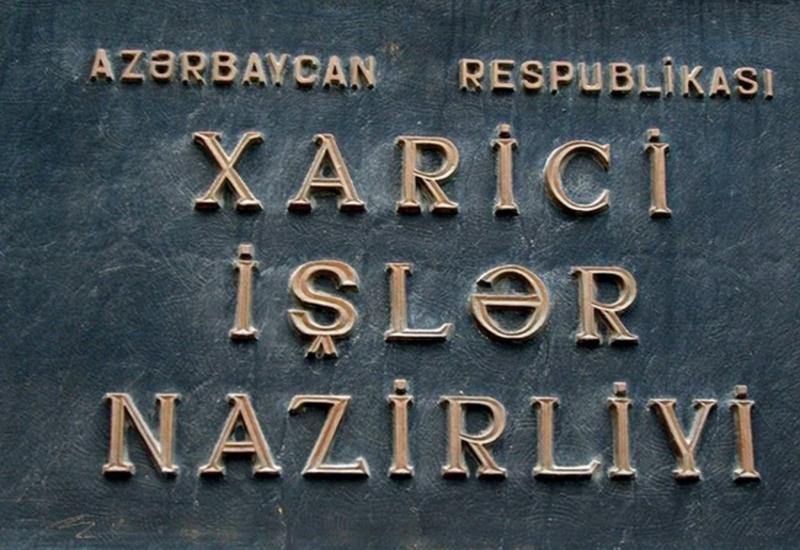 AZƏRBAYCAN RESPUBLİKASI
XARİCİ
İŞLƏR
NAZİRLİYİ